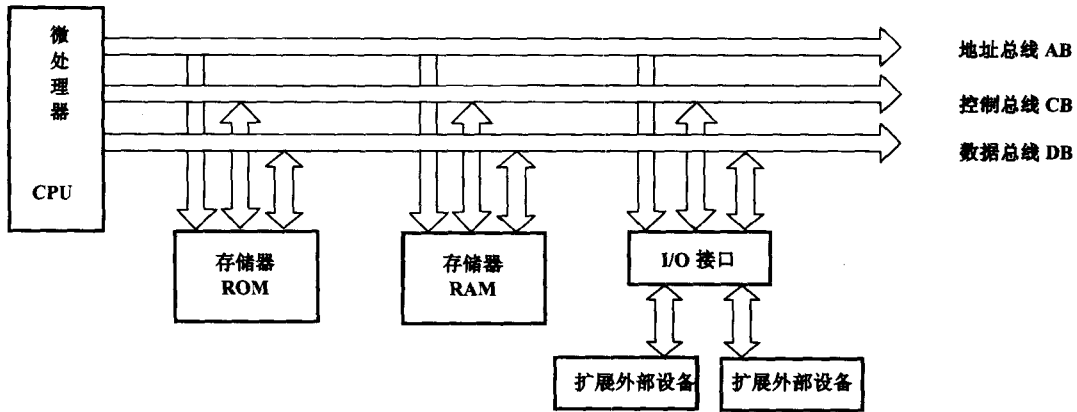 微处理器
CPU
地址总线 AB
控制总线 CB
数据总线 DB
存储器
ROM
存储器
RAM
I/O 接口
扩展外部设备
扩展外部设备